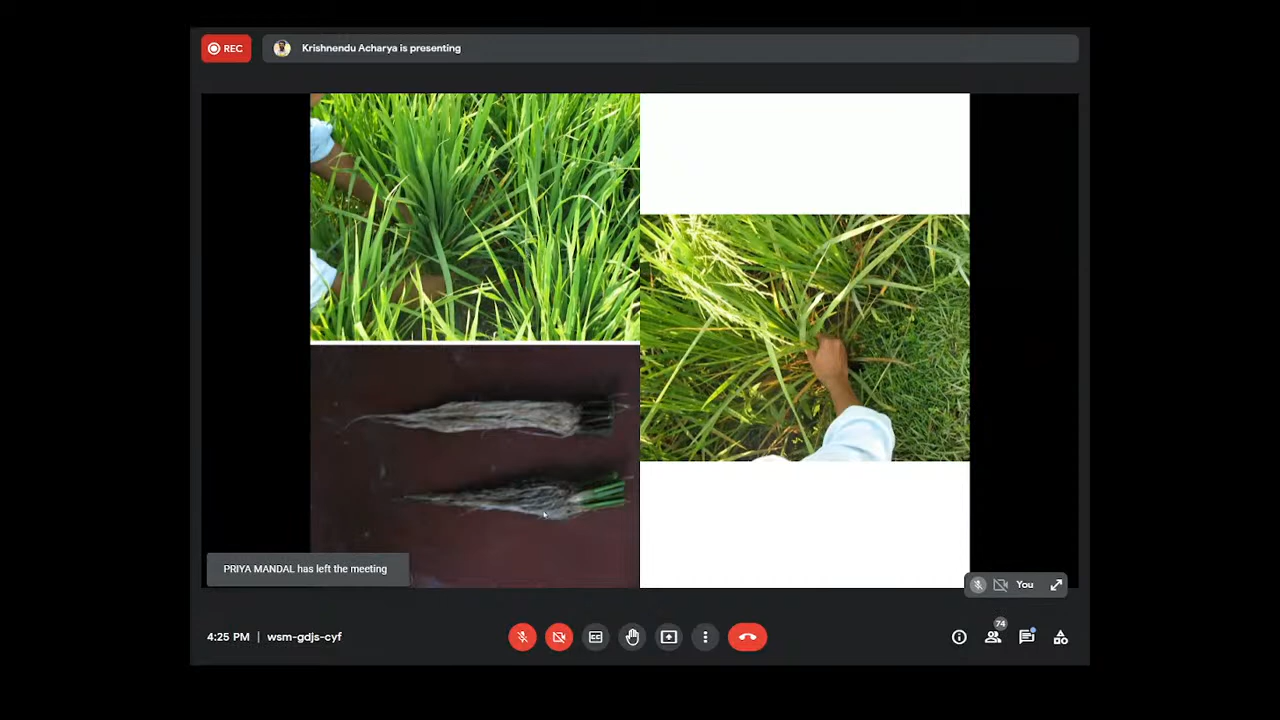 REC
Krishnendu Acharya is presenting
PRIYA MANDAL has left the meeting
You
4:25 PM | wsm-gdjs-cyf
CC
74